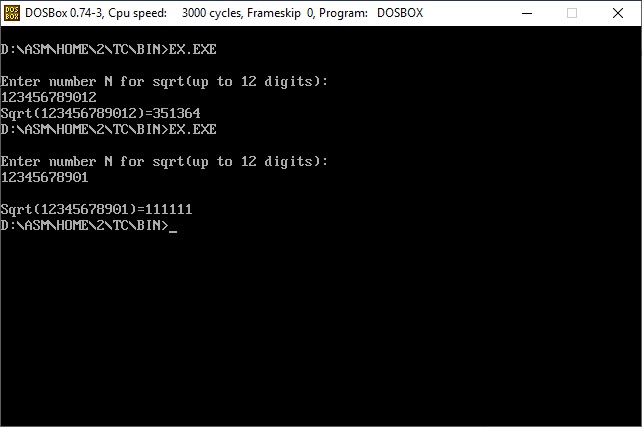 DOS
BOX
DOSBox 0.74-3, Cpu speed:    3000 cycles, Frameskip  0, Program:   DOSBOX
D:\ASM\HOME\2\TC\BIN>EX.EXE
Enter number N for sqrt(up to 12 digits):
123456789012
Sqrt(123456789012)=351364
D:\ASM\HOME\2\TC\BIN>EX.EXE
Enter number N for sqrt(up to 12 digits):
12345678901
Sqrt(12345678901)=111111
D:\ASM\HOME\2\TC\BIN>_